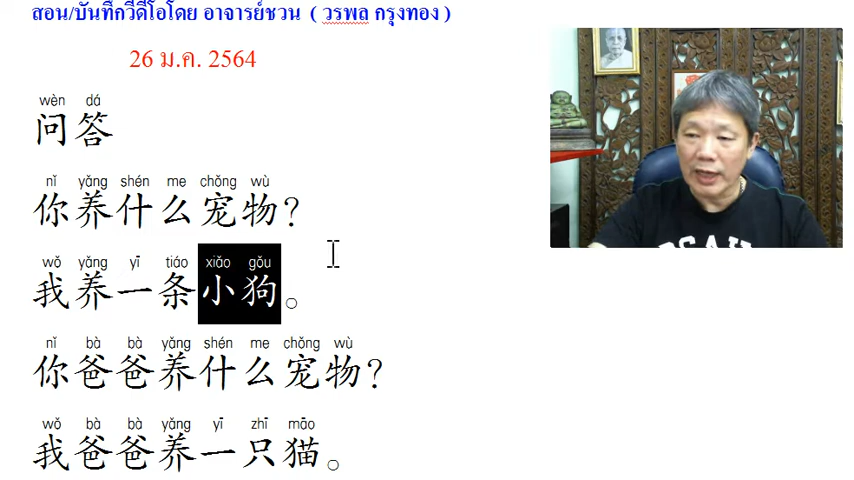 สอน/บันทึกวีดีโอโดย อาจารย์ชวน ( วรพล กรุงทอง )
26 ม.ค. 2564
wèn dá
问答
nǐ yǎng shén me chǒng wù
你养什么宠物？
wǒ yǎng yī tiáo xiǎo gǒu
我养一条小狗。
nǐ bà bà yǎng shén me chǒng wù
你爸爸养什么宠物？
wǒ bà bà yǎng yī zhī māo
我爸爸养一只猫。